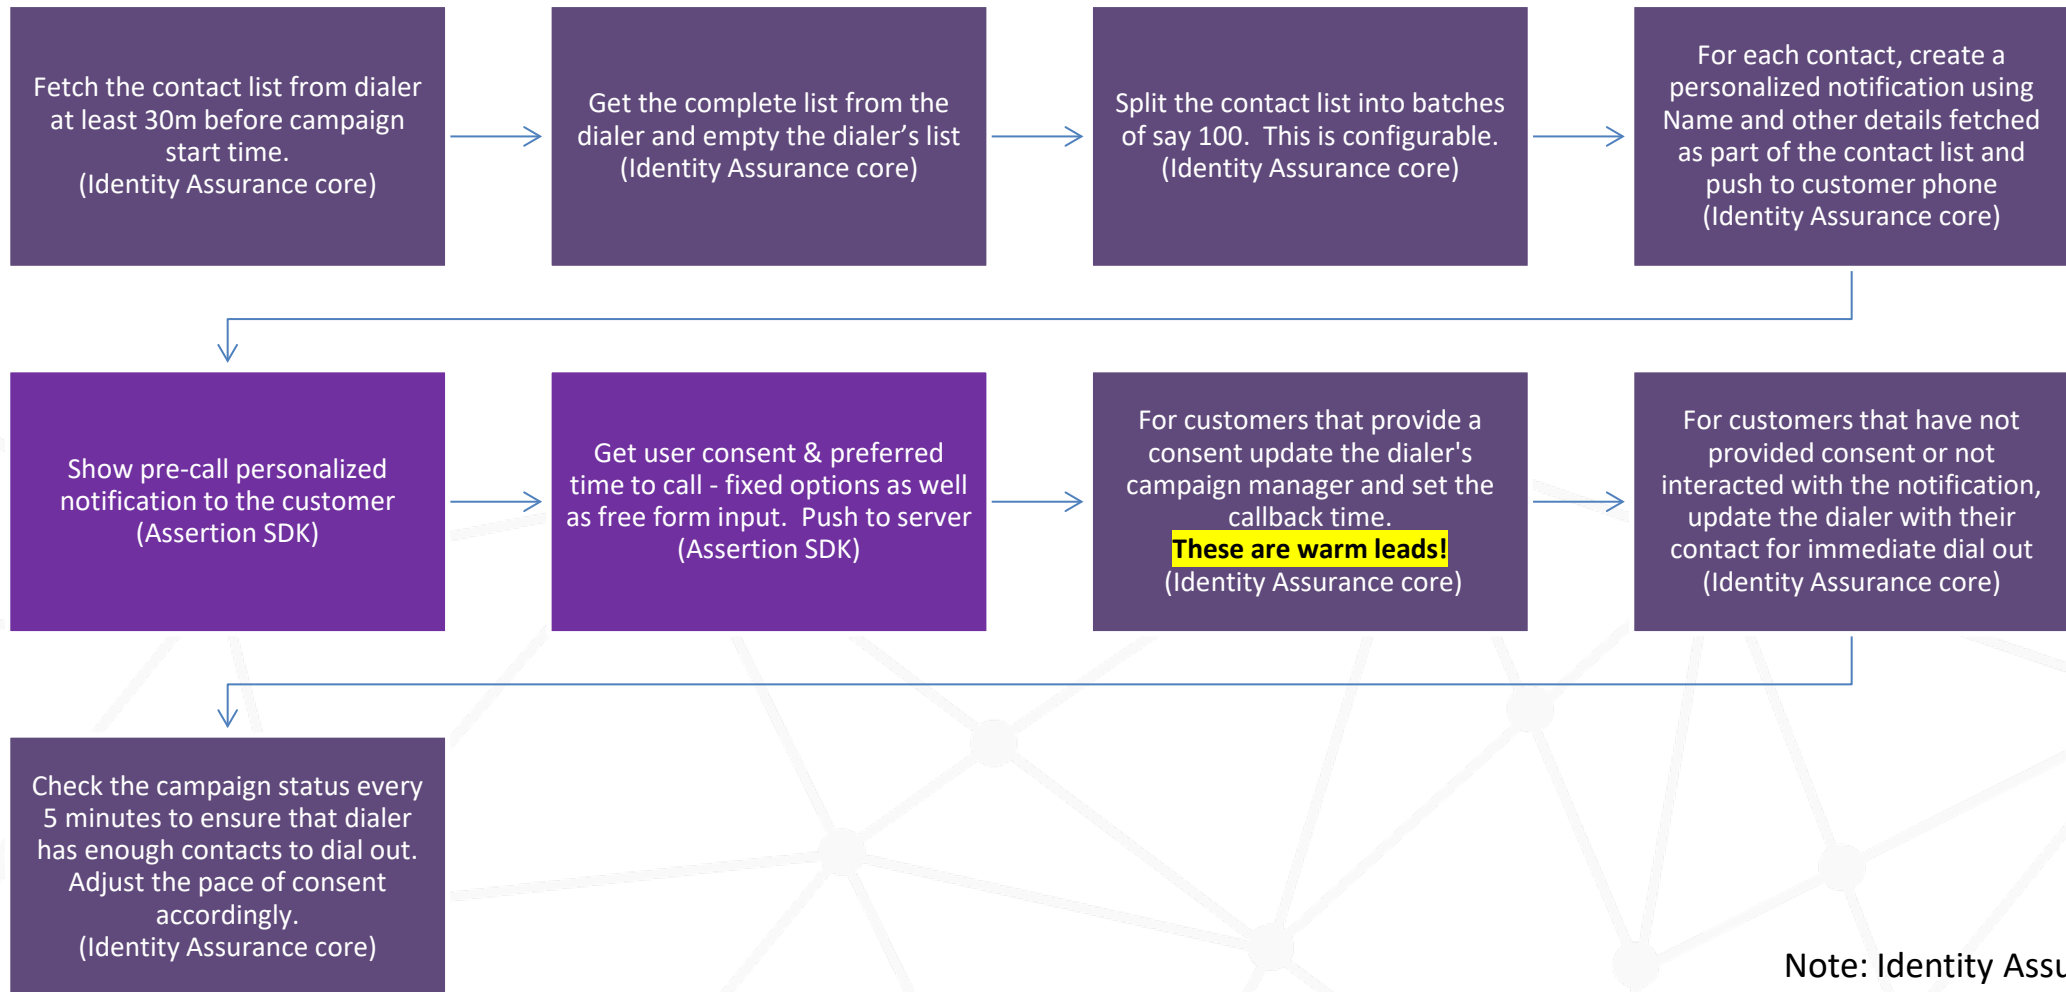 Fetch the contact list from dialer
at least 30m before campaign
start time.
(Identity Assurance core)
Get the complete list from the
dialer and empty the dialer’s list
(Identity Assurance core)
Split the contact list into batches
of say 100.  This is configurable.
(Identity Assurance core)
For each contact, create a
personalized notification using
Name and other details fetched
as part of the contact list and
push to customer phone
(Identity Assurance core)
Show pre-call personalized
notification to the customer
(Assertion SDK)
Get user consent & preferred
time to call - fixed options as well
as free form input.  Push to server
(Assertion SDK)
For customers that provide a
consent update the dialer's
campaign manager and set the
callback time.
These are warm leads!
(Identity Assurance core)
For customers that have not
provided consent or not
interacted with the notification,
update the dialer with their
contact for immediate dial out
(Identity Assurance core)
Check the campaign status every
5 minutes to ensure that dialer
has enough contacts to dial out.
Adjust the pace of consent
accordingly.
(Identity Assurance core)
Note: Identity Assu